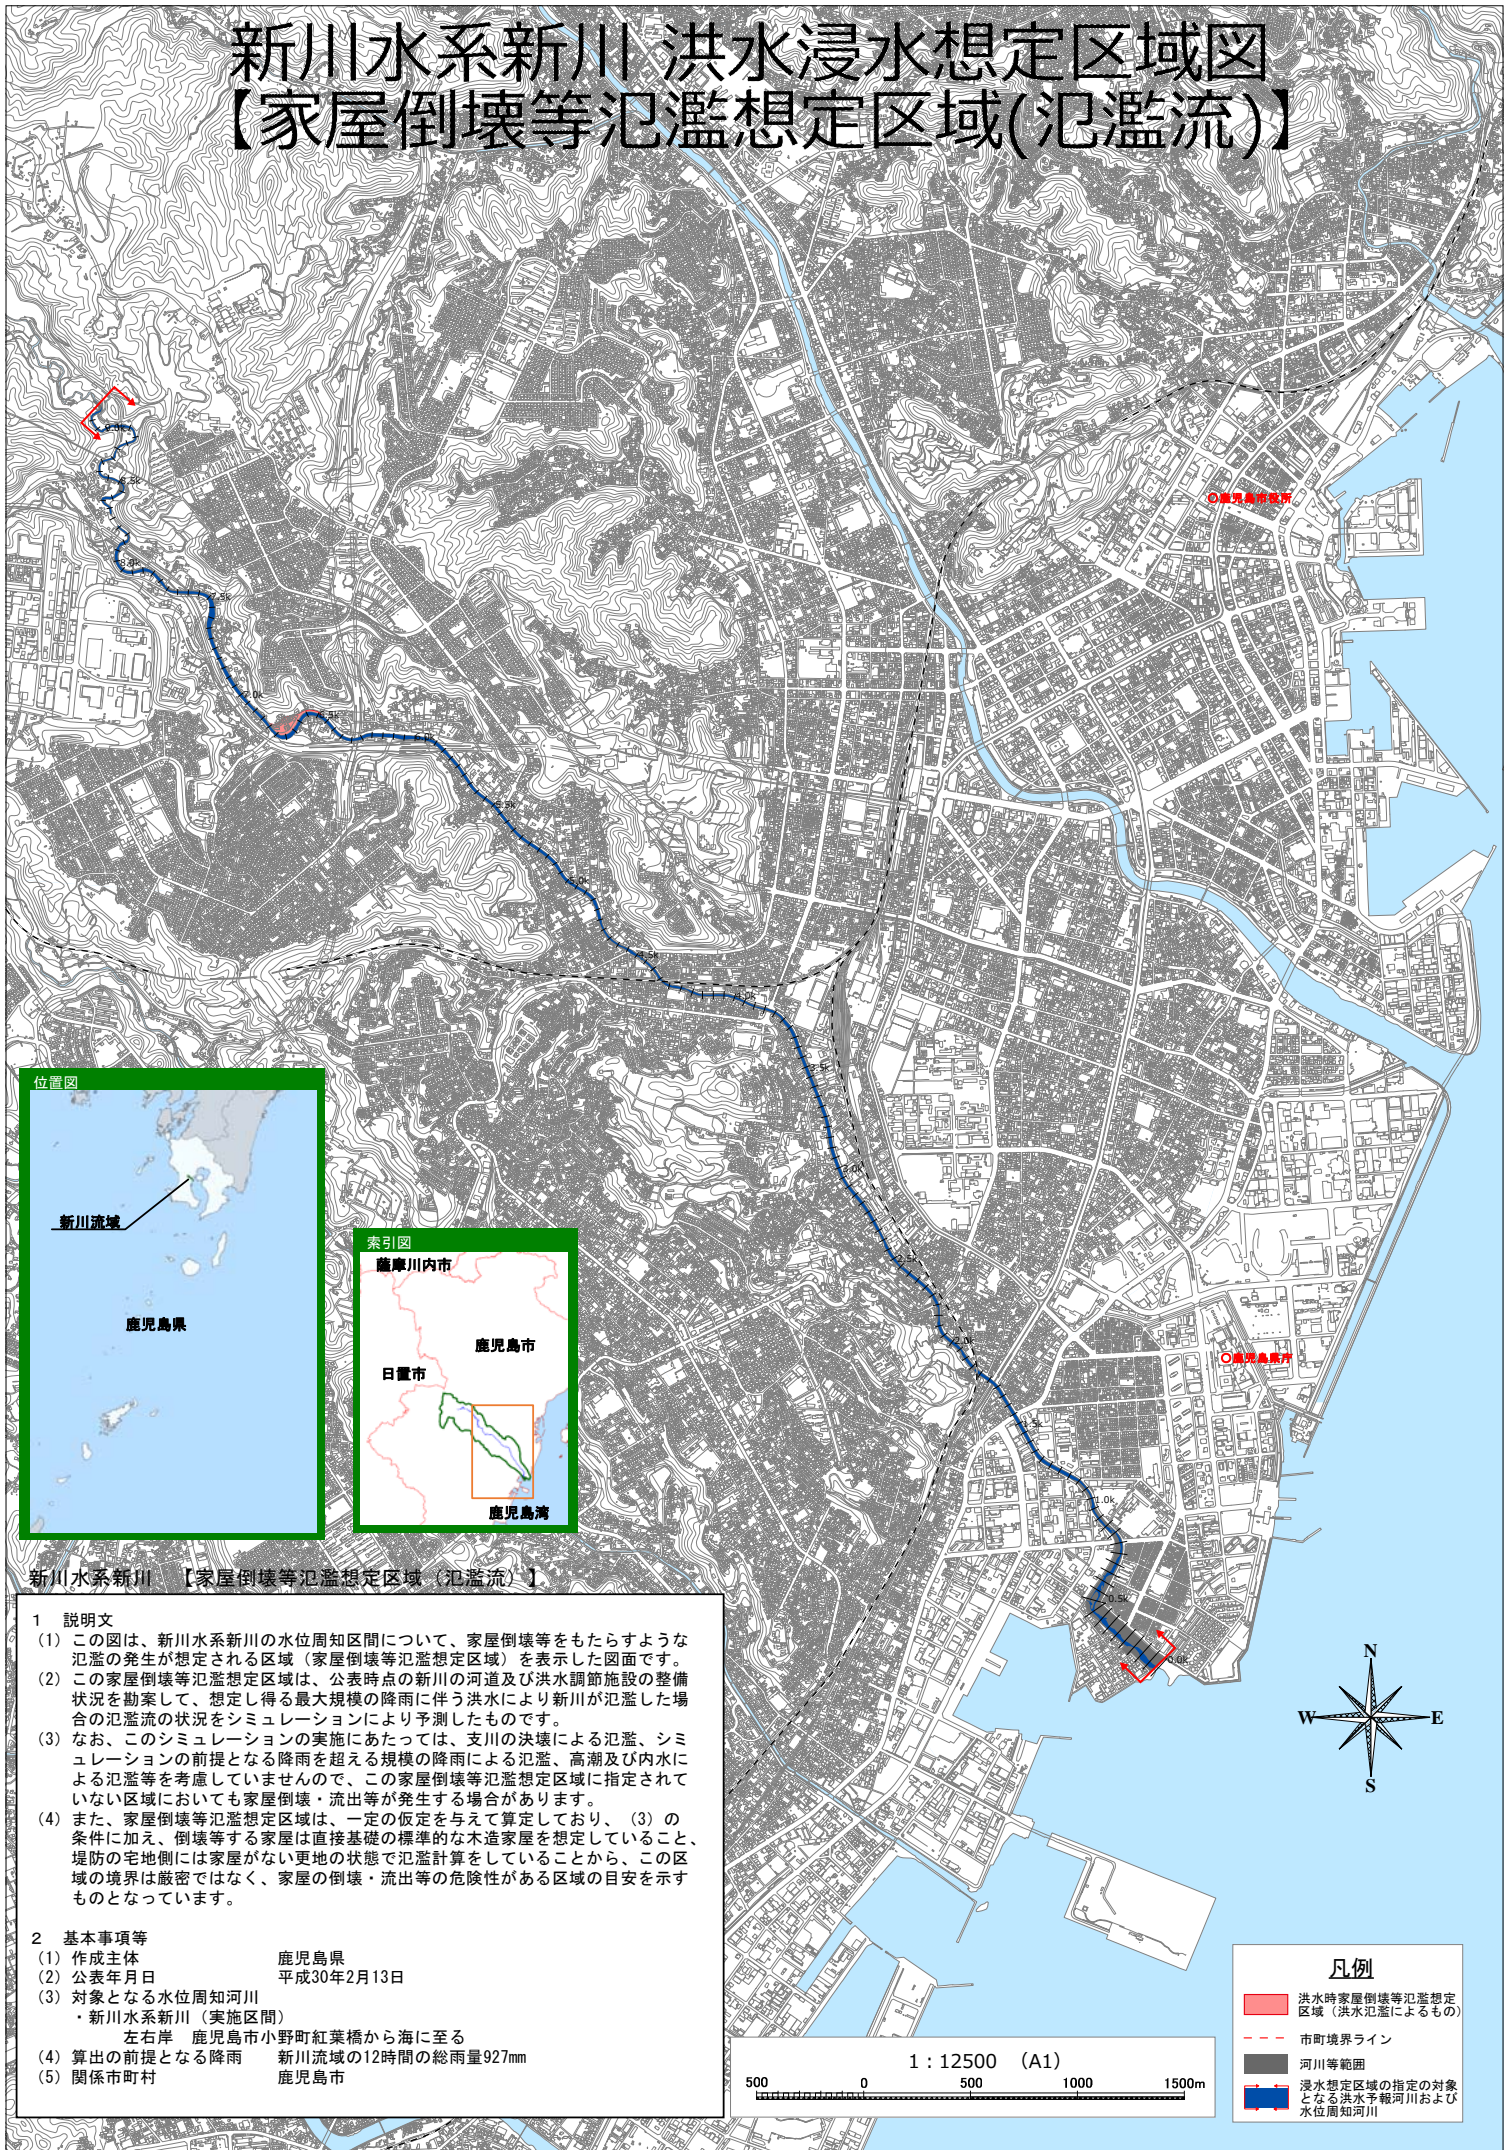 新川水系新川 洪水浸水想定区域図
【家屋倒壊等氾濫想定区域(氾濫流)】
9.0k
8.5k
8.0k
7.5k
7.0k
6.5k
6.0k
5.5k
5.0k
4.5k
4.0k
3.5k
3.0k
2.5k
2.0k
1.5k
1.0k
0.5k
0.0k
鹿児島市役所
鹿児島県庁
位置図
新川流域
鹿児島県
索引図
薩摩川内市
鹿児島市
日置市
鹿児島湾
新川水系新川 【家屋倒壊等氾濫想定区域（氾濫流）】
1 説明文
(1) この図は、新川水系新川の水位周知区間について、家屋倒壊等をもたらすような
氾濫の発生が想定される区域（家屋倒壊等氾濫想定区域）を表示した図面です。
(2) この家屋倒壊等氾濫想定区域は、公表時点の新川の河道及び洪水調節施設の整備
状況を勘案して、想定し得る最大規模の降雨に伴う洪水により新川が氾濫した場
合の氾濫流の状況をシミュレーションにより予測したものです。
(3) なお、このシミュレーションの実施にあたっては、支川の決壊による氾濫、シミ
ュレーションの前提となる降雨を超える規模の降雨による氾濫、高潮及び内水に
よる氾濫等を考慮していませんので、この家屋倒壊等氾濫想定区域に指定されて
いない区域においても家屋倒壊・流出等が発生する場合があります。
(4) また、家屋倒壊等氾濫想定区域は、一定の仮定を与えて算定しており、（3）の
条件に加え、倒壊等する家屋は直接基礎の標準的な木造家屋を想定していること、
堤防の宅地側には家屋がない更地の状態で氾濫計算をしていることから、この区
域の境界は厳密ではなく、家屋の倒壊・流出等の危険性がある区域の目安を示す
ものとなっています。
2 基本事項等
(1) 作成主体 鹿児島県
(2) 公表年月日 平成30年2月13日
(3) 対象となる水位周知河川
・新川水系新川（実施区間）
左右岸 鹿児島市小野町紅葉橋から海に至る
(4) 算出の前提となる降雨 新川流域の12時間の総雨量927mm
(5) 関係市町村 鹿児島市
N
W
E
S
1：12500 （A1）
500 0 500 1000 1500m
凡例
洪水時家屋倒壊等氾濫想定
区域（洪水氾濫によるもの）
市町境界ライン
河川等範囲
浸水想定区域の指定の対象
となる洪水予報河川および
水位周知河川